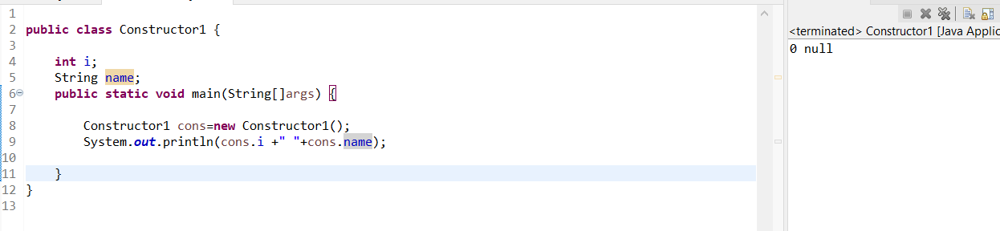 1
2 public class Constructor1 {
3
4 int i;
5 String name;
6 public static void main(String[]args) {
7
8 Constructor1 cons=new Constructor1();
9 System.out.println(cons.i +" "+cons.name);
10
11 }
12 }
13
<terminated> Constructor1 [Java Applic
0 null